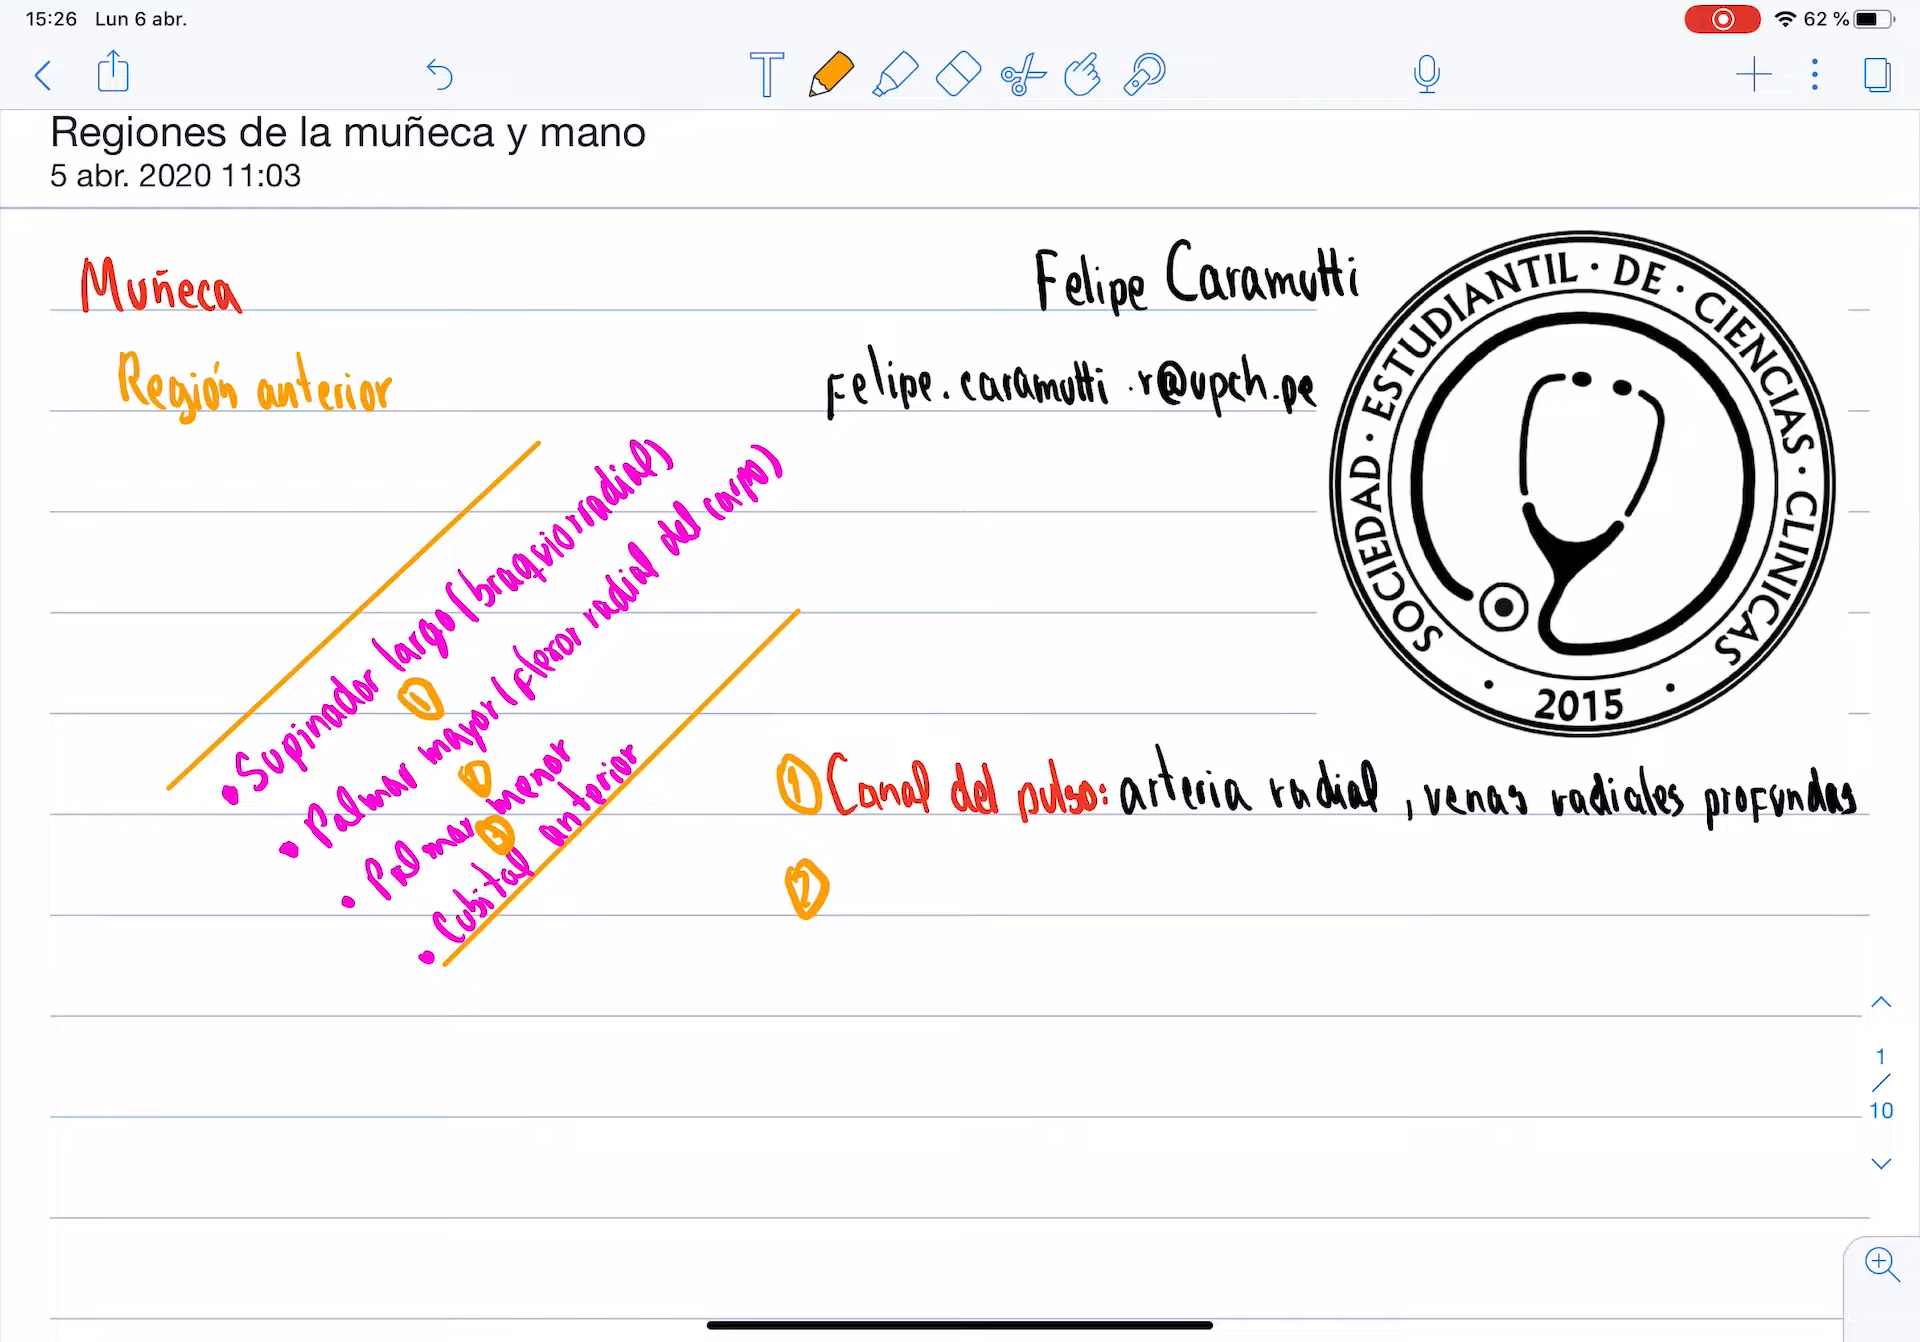 15:26 Lun 6 abr.
62 %
Regiones de la muñeca y mano
5 abr. 2020 11:03
Muñeca
Felipe Caramutti
Región anterior
felipe.caramutti.r@upch.pe
SOCIEDAD · ESTUDIANTIL · DE · CIENCIAS · CLINICAS
· 2015 ·
• Supinador largo (braquiorradial)
1
• Palmar mayor (flexor radial del carpo)
2
• Palmar menor
3
• Cubital anterior
1 Canal del pulso: arteria radial, venas radiales profundas
2
1
/
10